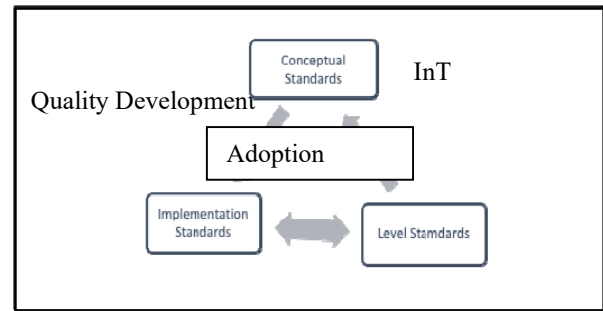 Conceptual
Standards
InT
Quality Development
Adoption
Implementation
Standards
Level Stamdards